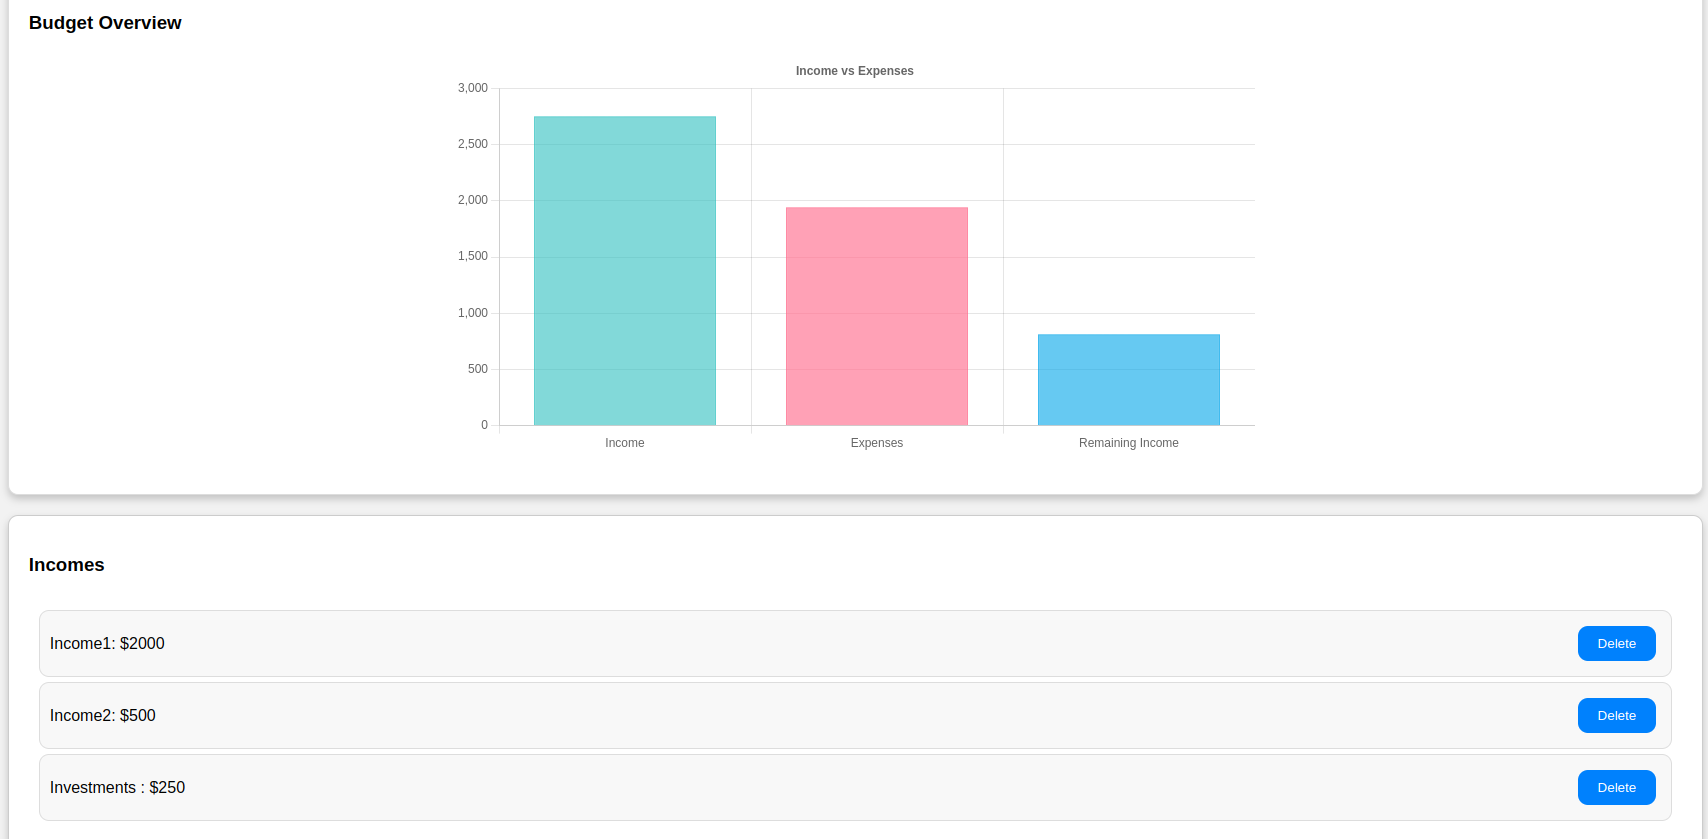 Budget Overview
Income vs Expenses
3,000
2,500
2,000
1,500
1,000
500
0
Income Expenses Remaining Income
Incomes
Income1: $2000 Delete
Income2: $500 Delete
Investments : $250 Delete